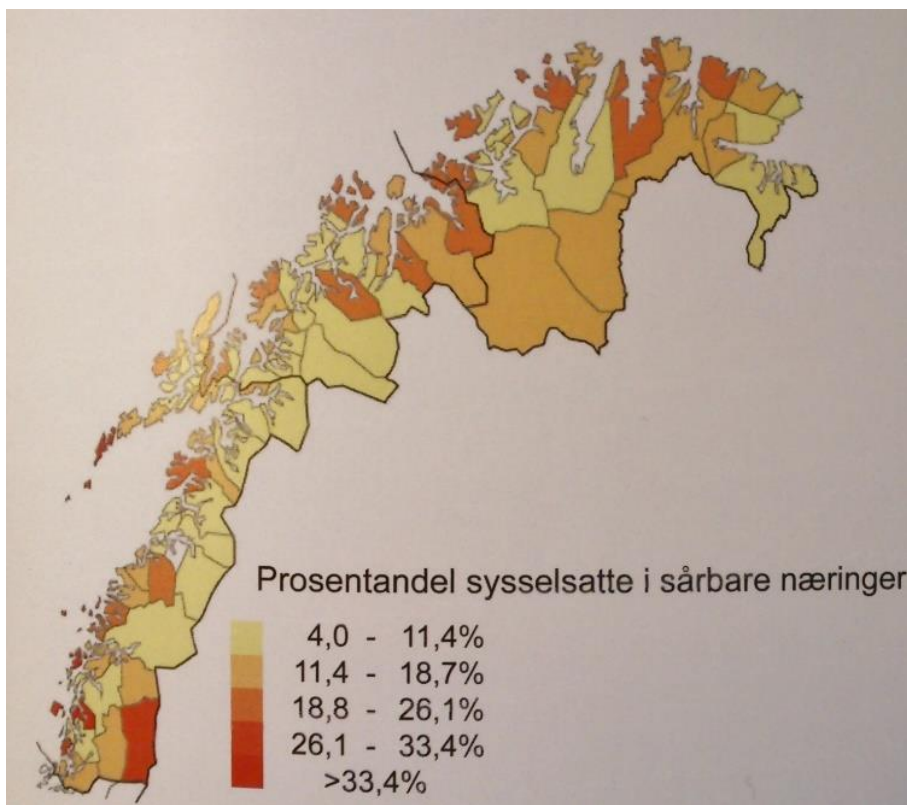 Prosentandel sysselsatte i sårbare næringer
4,0 - 11,4%
11,4 - 18,7%
18,8 - 26,1%
26,1 - 33,4%
>33,4%